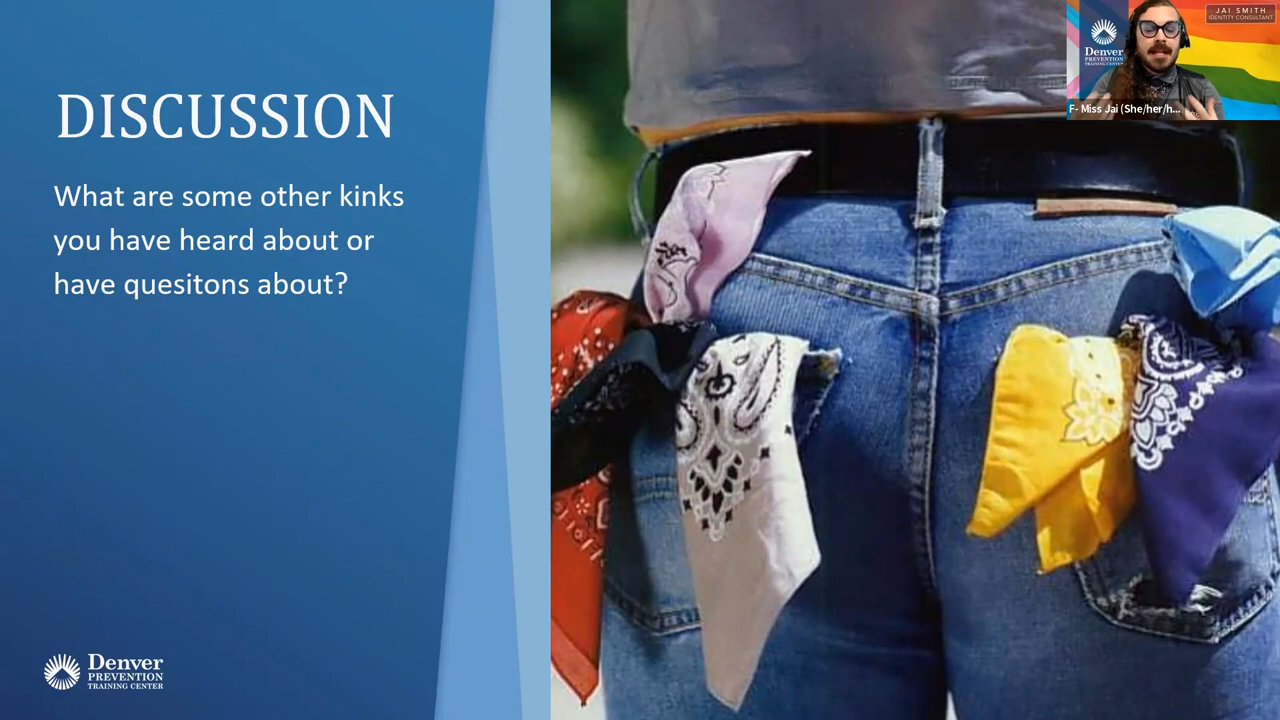 DISCUSSION
What are some other kinks
you have heard about or
have quesitons about?
Denver
PREVENTION
TRAINING CENTER
Denver
PREVENTION
TRAINING CENTER
JAI SMITH
IDENTITY CONSULTANT
F- Miss Jai (She/her/h...